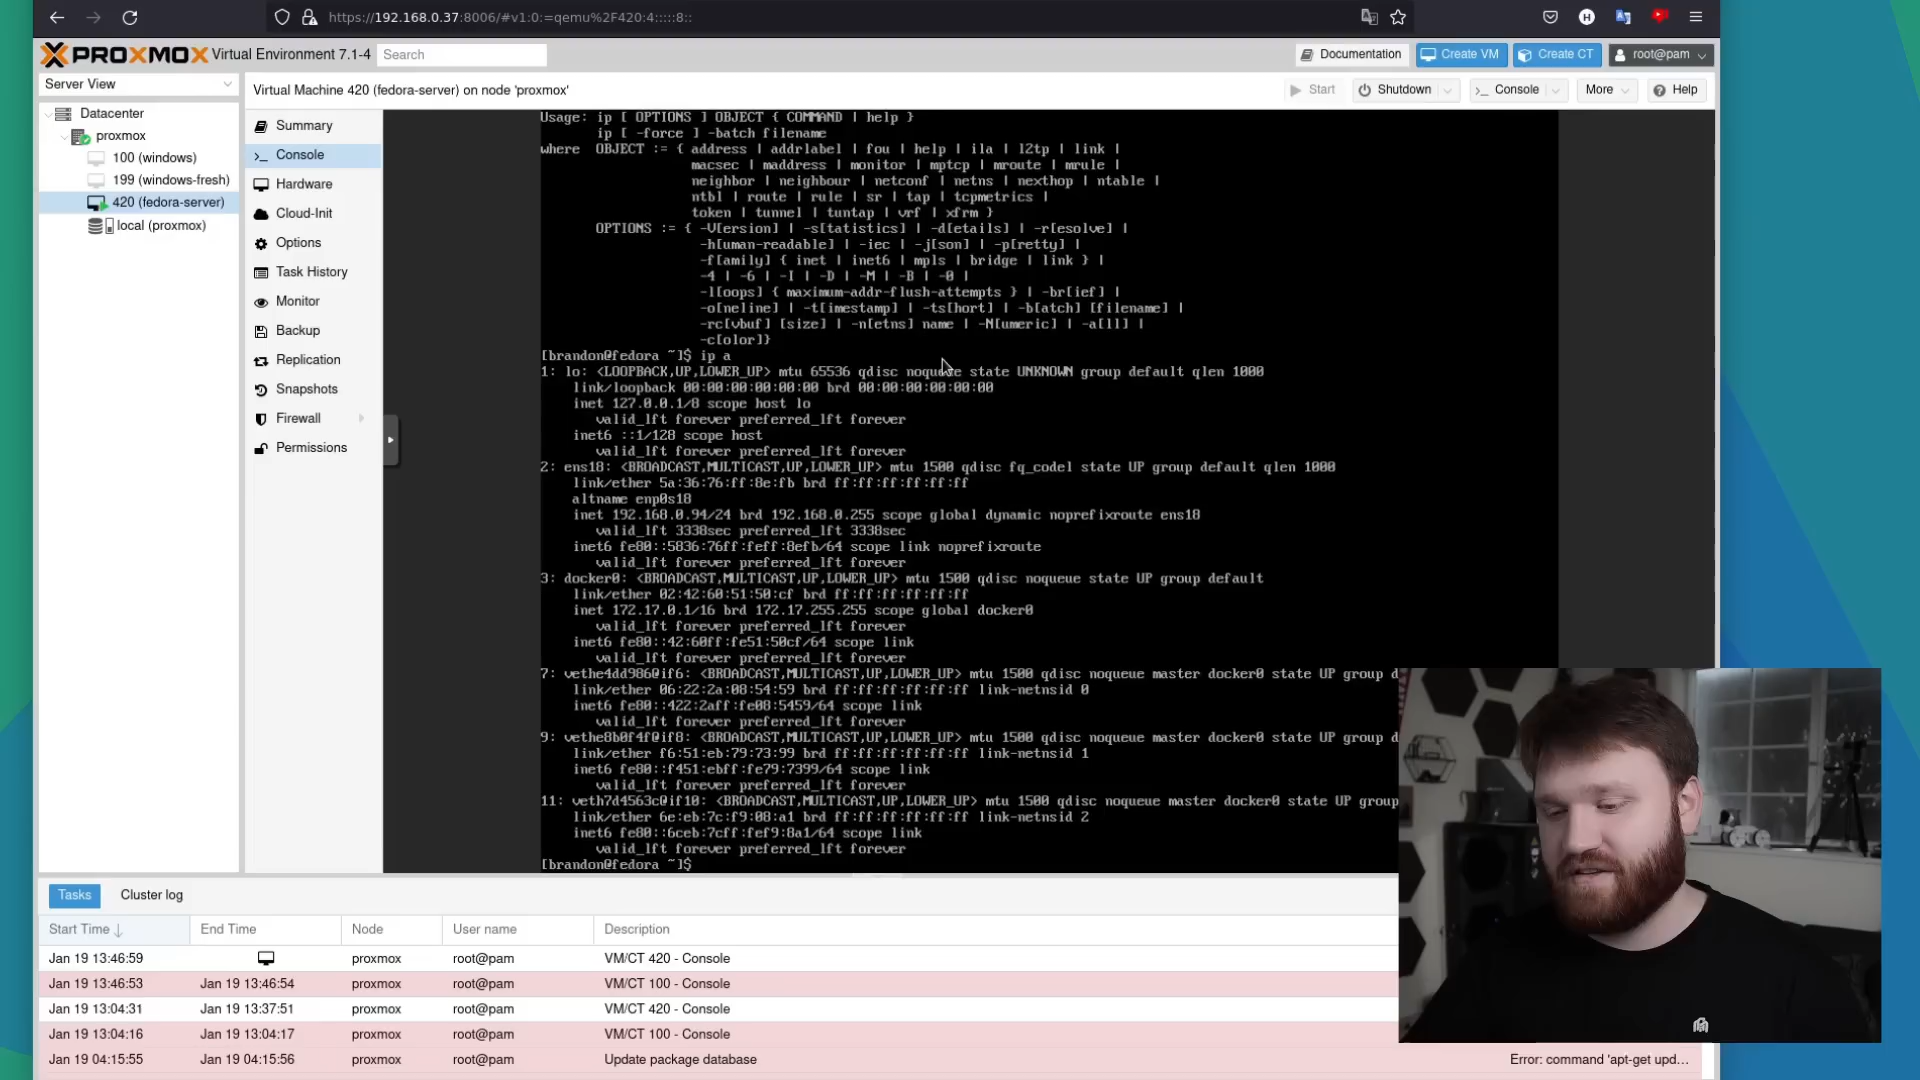 https://192.168.0.37:8006/#v1:0:=qemu%2F420:4:::::8::
H
PROXMOX Virtual Environment 7.1-4
Search
Documentation
Create VM
Create CT
root@pam
Server View
Virtual Machine 420 (fedora-server) on node 'proxmox'
Start
Shutdown
Console
More
Help
Datacenter
proxmox
100 (windows)
199 (windows-fresh)
420 (fedora-server)
local (proxmox)
Summary
Console
Hardware
Cloud-Init
Options
Task History
Monitor
Backup
Replication
Snapshots
Firewall
Permissions
Usage: ip [ OPTIONS ] OBJECT { COMMAND | help }
ip [ -force ] -batch filename
where OBJECT := { address | addrlabel | fou | help | ila | l2tp | link |
macsec | maddress | monitor | mptcp | mroute | mrule |
neighbor | neighbour | netconf | netns | nexthop | ntable |
ntbl | route | rule | sr | tap | tcpmetrics |
token | tunnel | tuntap | vrf | xfrm }
OPTIONS := { -V[ersion] | -s[tatistics] | -d[etails] | -r[esolve] |
-h[uman-readable] | -iec | -j[son] | -p[retty] |
-f[amily] { inet | inet6 | mpls | bridge | link } |
-4 | -6 | -I | -D | -M | -B | -0 |
-l[oops] { maximum-addr-flush-attempts } | -br[ief] |
-o[neline] | -t[imestamp] | -ts[hort] | -b[atch] [filename] |
-rc[vbuf] [size] | -n[etns] name | -N[umeric] | -a[ll] |
-c[olor]}
[brandon@fedora ~]$ ip a
1: lo: <LOOPBACK,UP,LOWER_UP> mtu 65536 qdisc noqueue state UNKNOWN group default qlen 1000
link/loopback 00:00:00:00:00:00 brd 00:00:00:00:00:00
inet 127.0.0.1/8 scope host lo
valid_lft forever preferred_lft forever
inet6 ::1/128 scope host
valid_lft forever preferred_lft forever
2: ens18: <BROADCAST,MULTICAST,UP,LOWER_UP> mtu 1500 qdisc fq_codel state UP group default qlen 1000
link/ether 5a:36:76:ff:8e:fb brd ff:ff:ff:ff:ff:ff
altname enp0s18
inet 192.168.0.94/24 brd 192.168.0.255 scope global dynamic noprefixroute ens18
valid_lft 3338sec preferred_lft 3338sec
inet6 fe80::5836:76ff:feff:8efb/64 scope link noprefixroute
valid_lft forever preferred_lft forever
3: docker0: <BROADCAST,MULTICAST,UP,LOWER_UP> mtu 1500 qdisc noqueue state UP group default
link/ether 02:42:60:51:50:cf brd ff:ff:ff:ff:ff:ff
inet 172.17.0.1/16 brd 172.17.255.255 scope global docker0
valid_lft forever preferred_lft forever
inet6 fe80::42:60ff:fe51:50cf/64 scope link
valid_lft forever preferred_lft forever
7: vethe4dd986@if6: <BROADCAST,MULTICAST,UP,LOWER_UP> mtu 1500 qdisc noqueue master docker0 state UP group d
link/ether 06:22:2a:08:54:59 brd ff:ff:ff:ff:ff:ff link-netnsid 0
inet6 fe80::422:2aff:fe08:5459/64 scope link
valid_lft forever preferred_lft forever
9: vethe8b0f4f@if8: <BROADCAST,MULTICAST,UP,LOWER_UP> mtu 1500 qdisc noqueue master docker0 state UP group d
link/ether f6:51:eb:79:73:99 brd ff:ff:ff:ff:ff:ff link-netnsid 1
inet6 fe80::f451:ebff:fe79:7399/64 scope link
valid_lft forever preferred_lft forever
11: veth7d4563c@if10: <BROADCAST,MULTICAST,UP,LOWER_UP> mtu 1500 qdisc noqueue master docker0 state UP group
link/ether 6e:eb:7c:f9:08:a1 brd ff:ff:ff:ff:ff:ff link-netnsid 2
inet6 fe80::6ceb:7cff:fef9:8a1/64 scope link
valid_lft forever preferred_lft forever
[brandon@fedora ~]$
Tasks
Cluster log
Start Time End Time Node User name Description
Jan 19 13:46:59 proxmox root@pam VM/CT 420 - Console
Jan 19 13:46:53 Jan 19 13:46:54 proxmox root@pam VM/CT 100 - Console
Jan 19 13:04:31 Jan 19 13:37:51 proxmox root@pam VM/CT 420 - Console
Jan 19 13:04:16 Jan 19 13:04:17 proxmox root@pam VM/CT 100 - Console
Jan 19 04:15:55 Jan 19 04:15:56 proxmox root@pam Update package database Error: command 'apt-get upd...